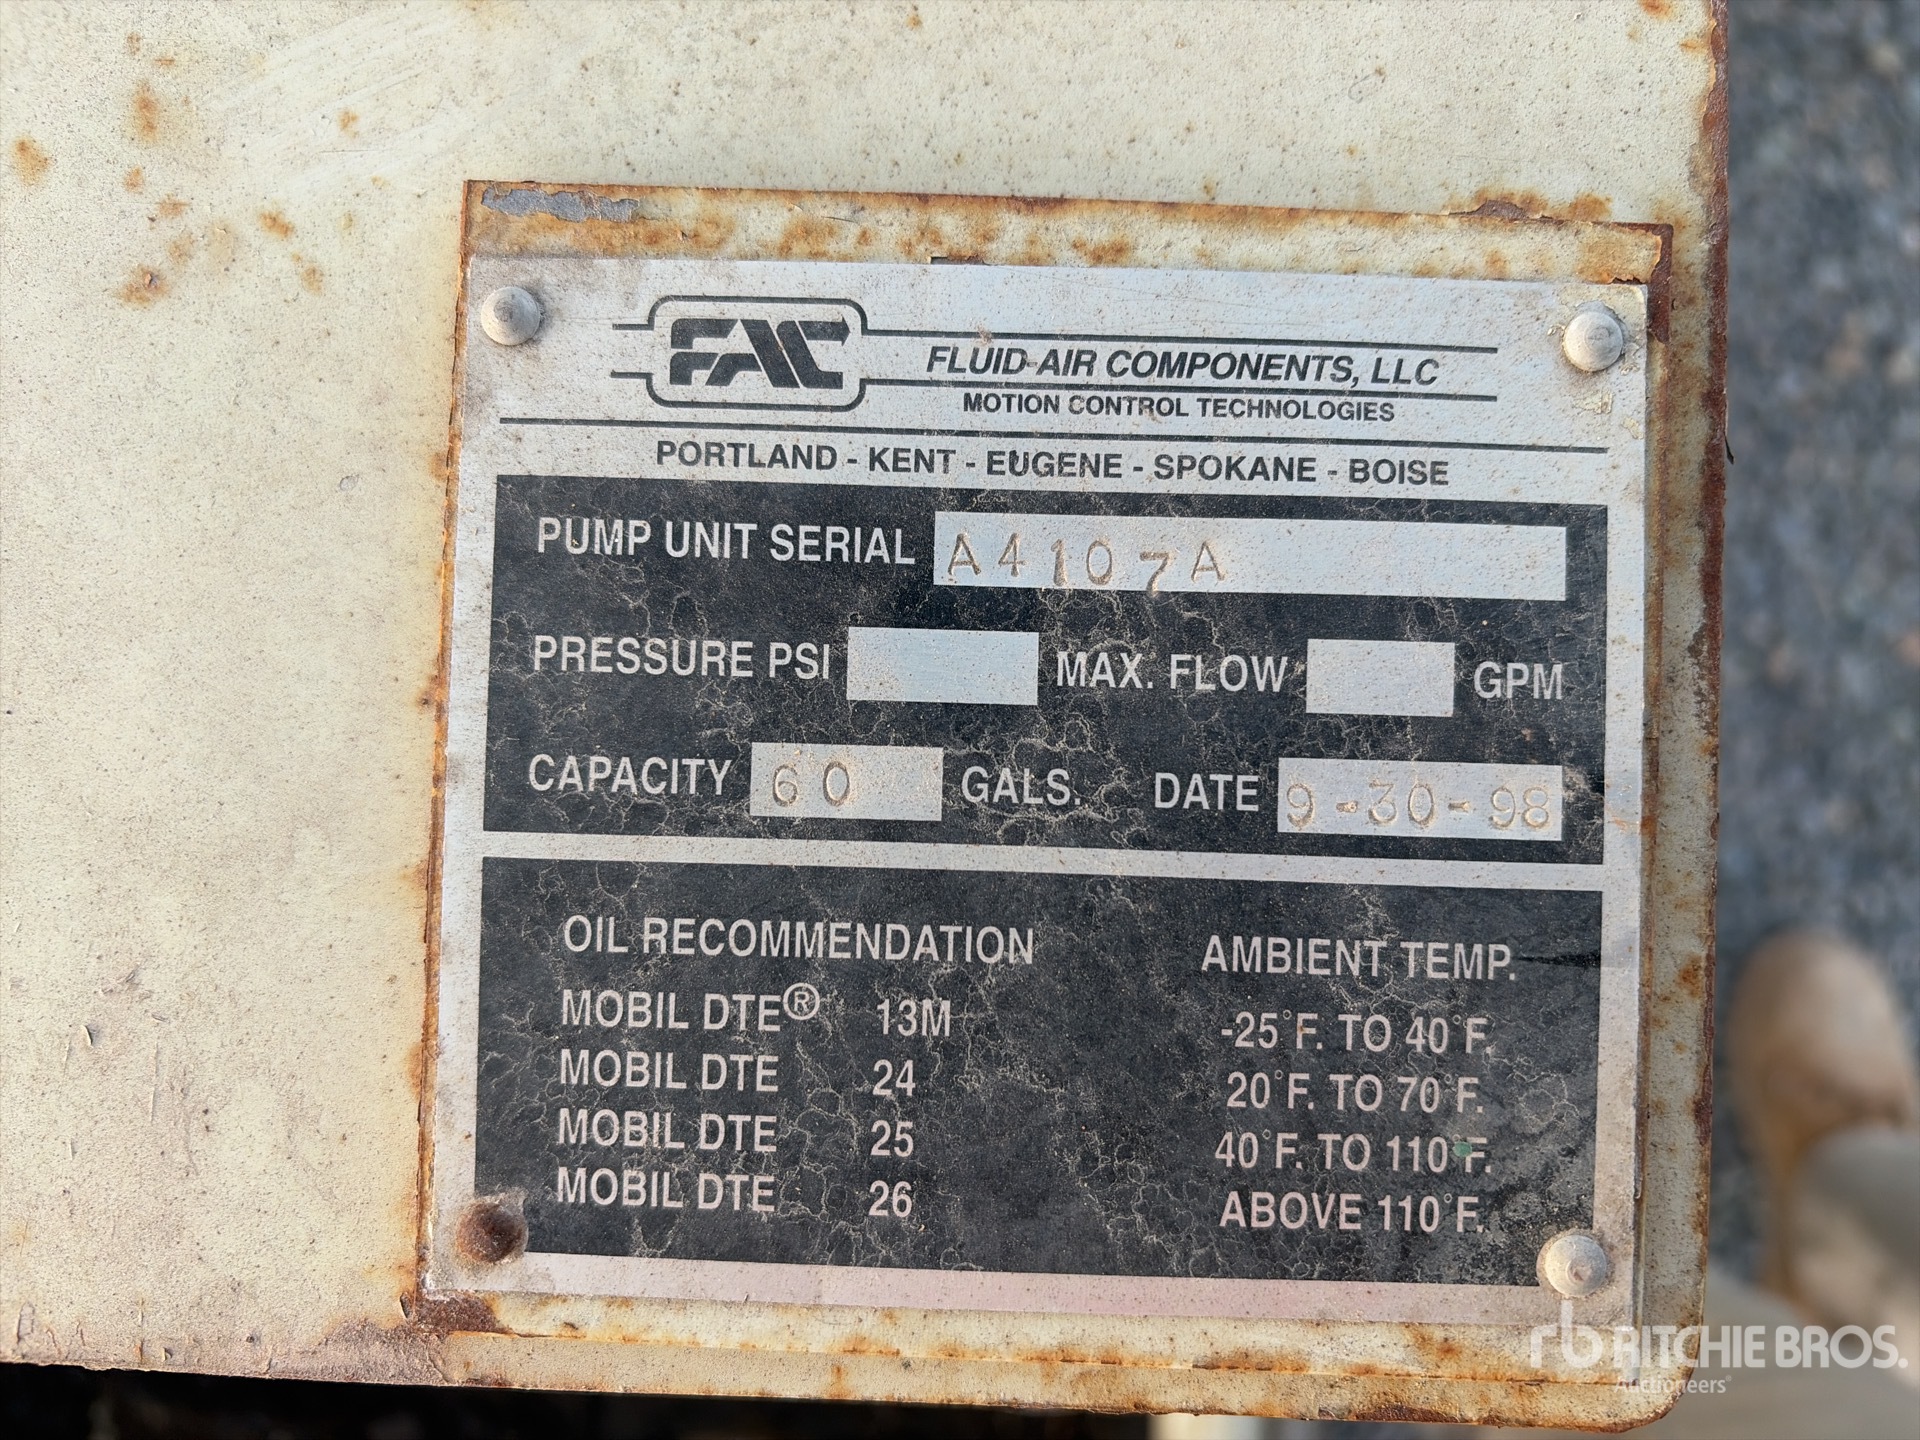 FAC
FLUID-AIR COMPONENTS, LLC
MOTION CONTROL TECHNOLOGIES
PORTLAND - KENT - EUGENE - SPOKANE - BOISE
PUMP UNIT SERIAL A4107A
PRESSURE PSI MAX. FLOW GPM
CAPACITY 60 GALS. DATE 9-30-98
OIL RECOMMENDATION AMBIENT TEMP.
MOBIL DTE® 13M -25°F. TO 40°F.
MOBIL DTE 24 20°F. TO 70°F.
MOBIL DTE 25 40°F. TO 110°F.
MOBIL DTE 26 ABOVE 110°F.
rb RITCHIE BROS.
Auctioneers